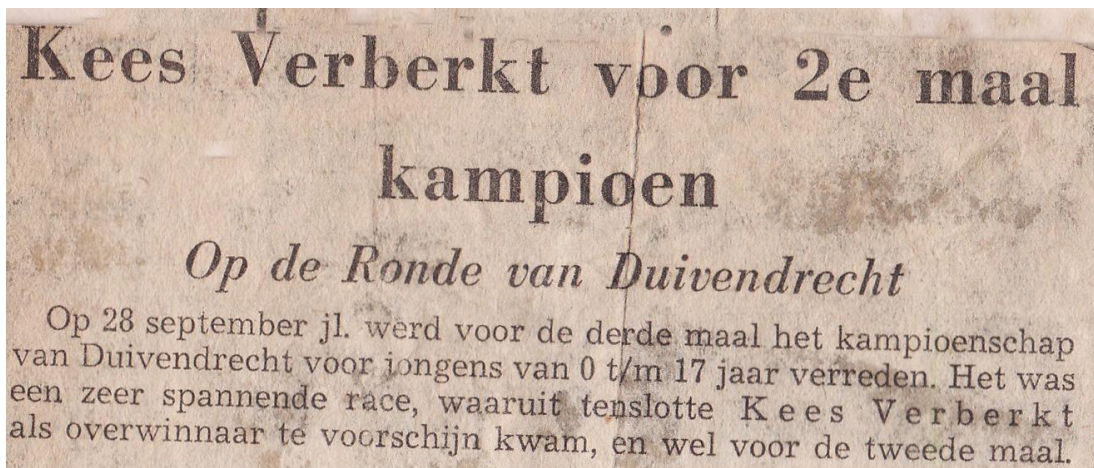 Kees Verberkt voor 2e maal
kampioen
Op de Ronde van Duivendrecht
Op 28 september jl. werd voor de derde maal het kampioenschap
van Duivendrecht voor jongens van 0 t/m 17 jaar verreden. Het was
een zeer spannende race, waaruit tenslotte Kees Verberkt
als overwinnaar te voorschijn kwam, en wel voor de tweede maal.